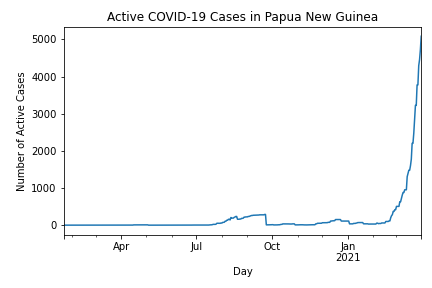 Active COVID-19 Cases in Papua New Guinea
5000
4000
3000
2000
1000
0
Number of Active Cases
Apr Jul Oct Jan
2021
Day